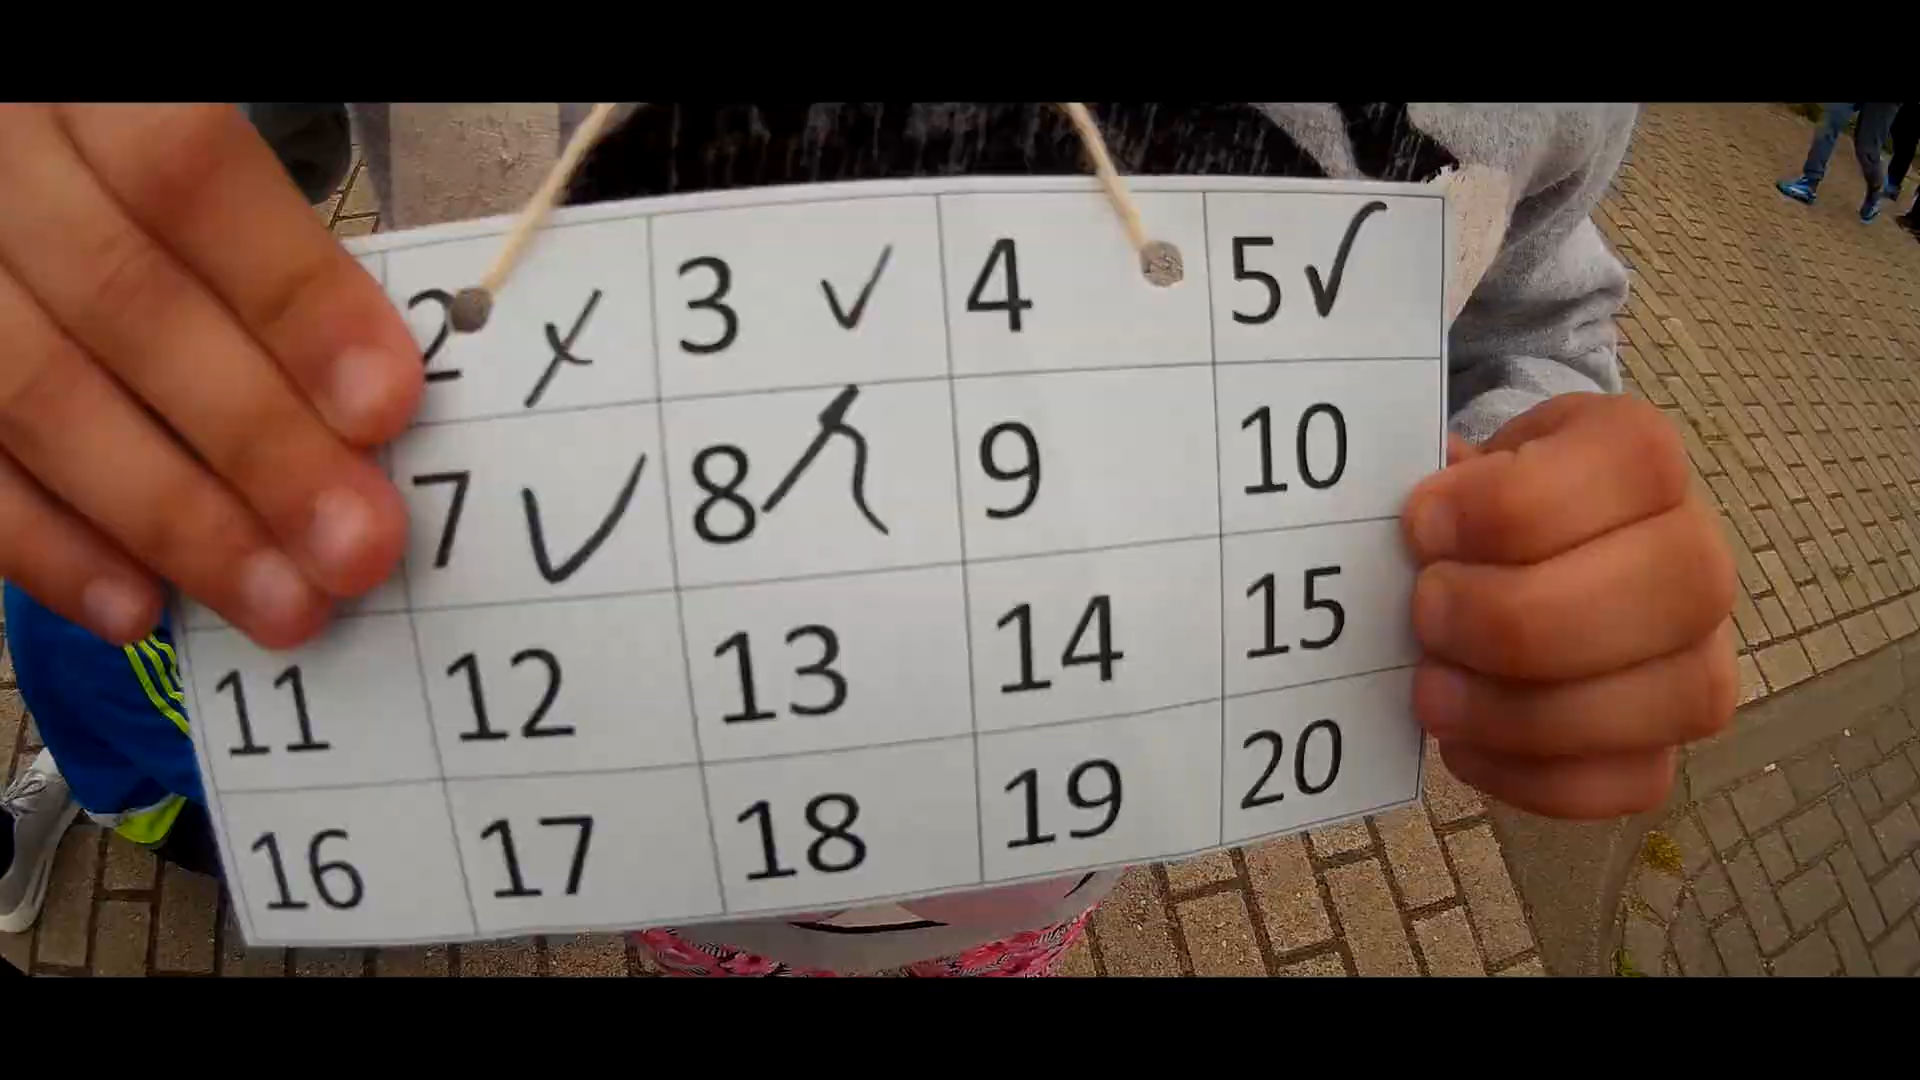 2 x 3 ✓ 4 5 ✓
7 ✓ 8 9 10
11 12 13 14 15
16 17 18 19 20